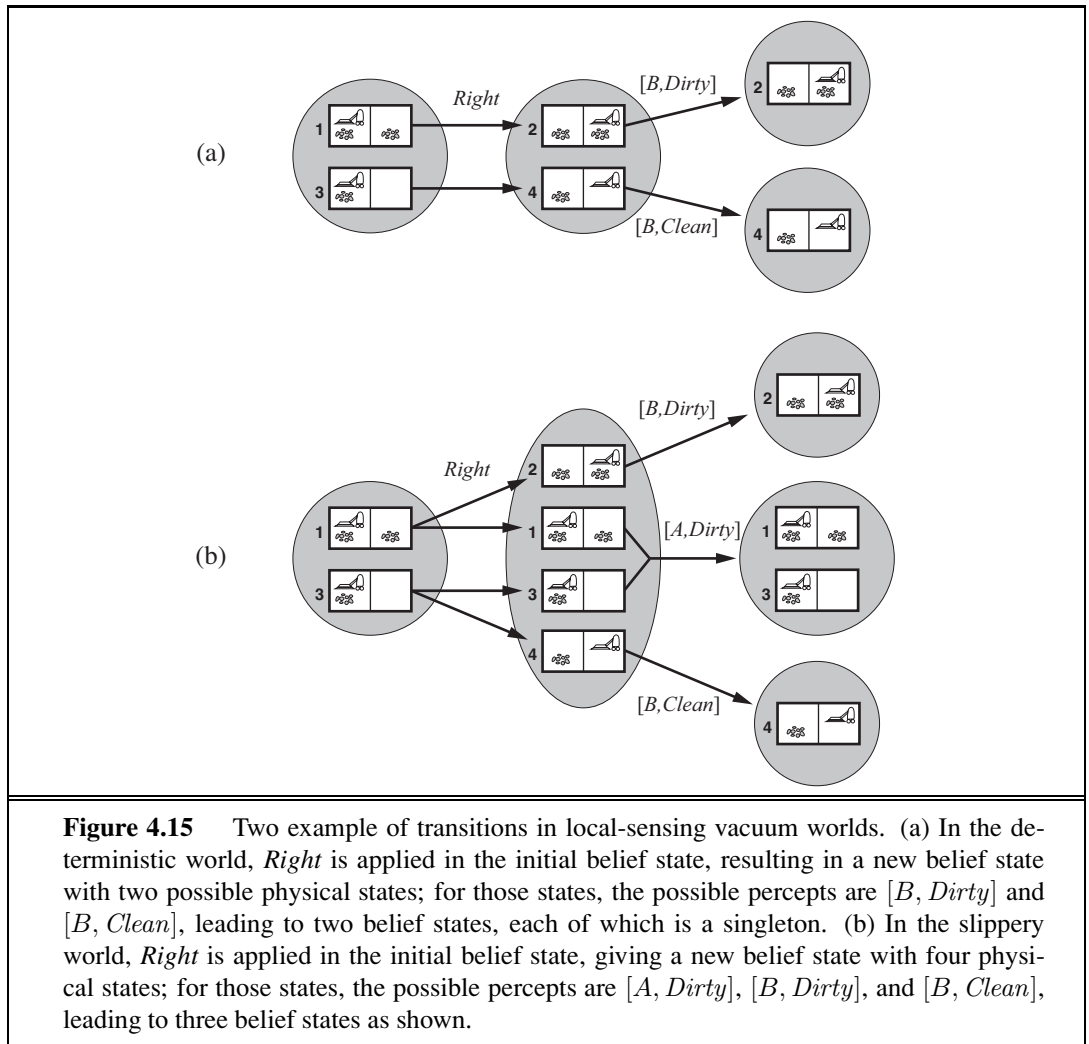 (a)
Right
[B,Dirty]
[B,Clean]
1
3
2
4
2
4
(b)
Right
[B,Dirty]
[A,Dirty]
[B,Clean]
1
3
2
1
3
4
2
1
3
4
Figure 4.15 Two example of transitions in local-sensing vacuum worlds. (a) In the de-
terministic world, Right is applied in the initial belief state, resulting in a new belief state
with two possible physical states; for those states, the possible percepts are [B, Dirty] and
[B, Clean], leading to two belief states, each of which is a singleton. (b) In the slippery
world, Right is applied in the initial belief state, giving a new belief state with four physi-
cal states; for those states, the possible percepts are [A, Dirty], [B, Dirty], and [B, Clean],
leading to three belief states as shown.